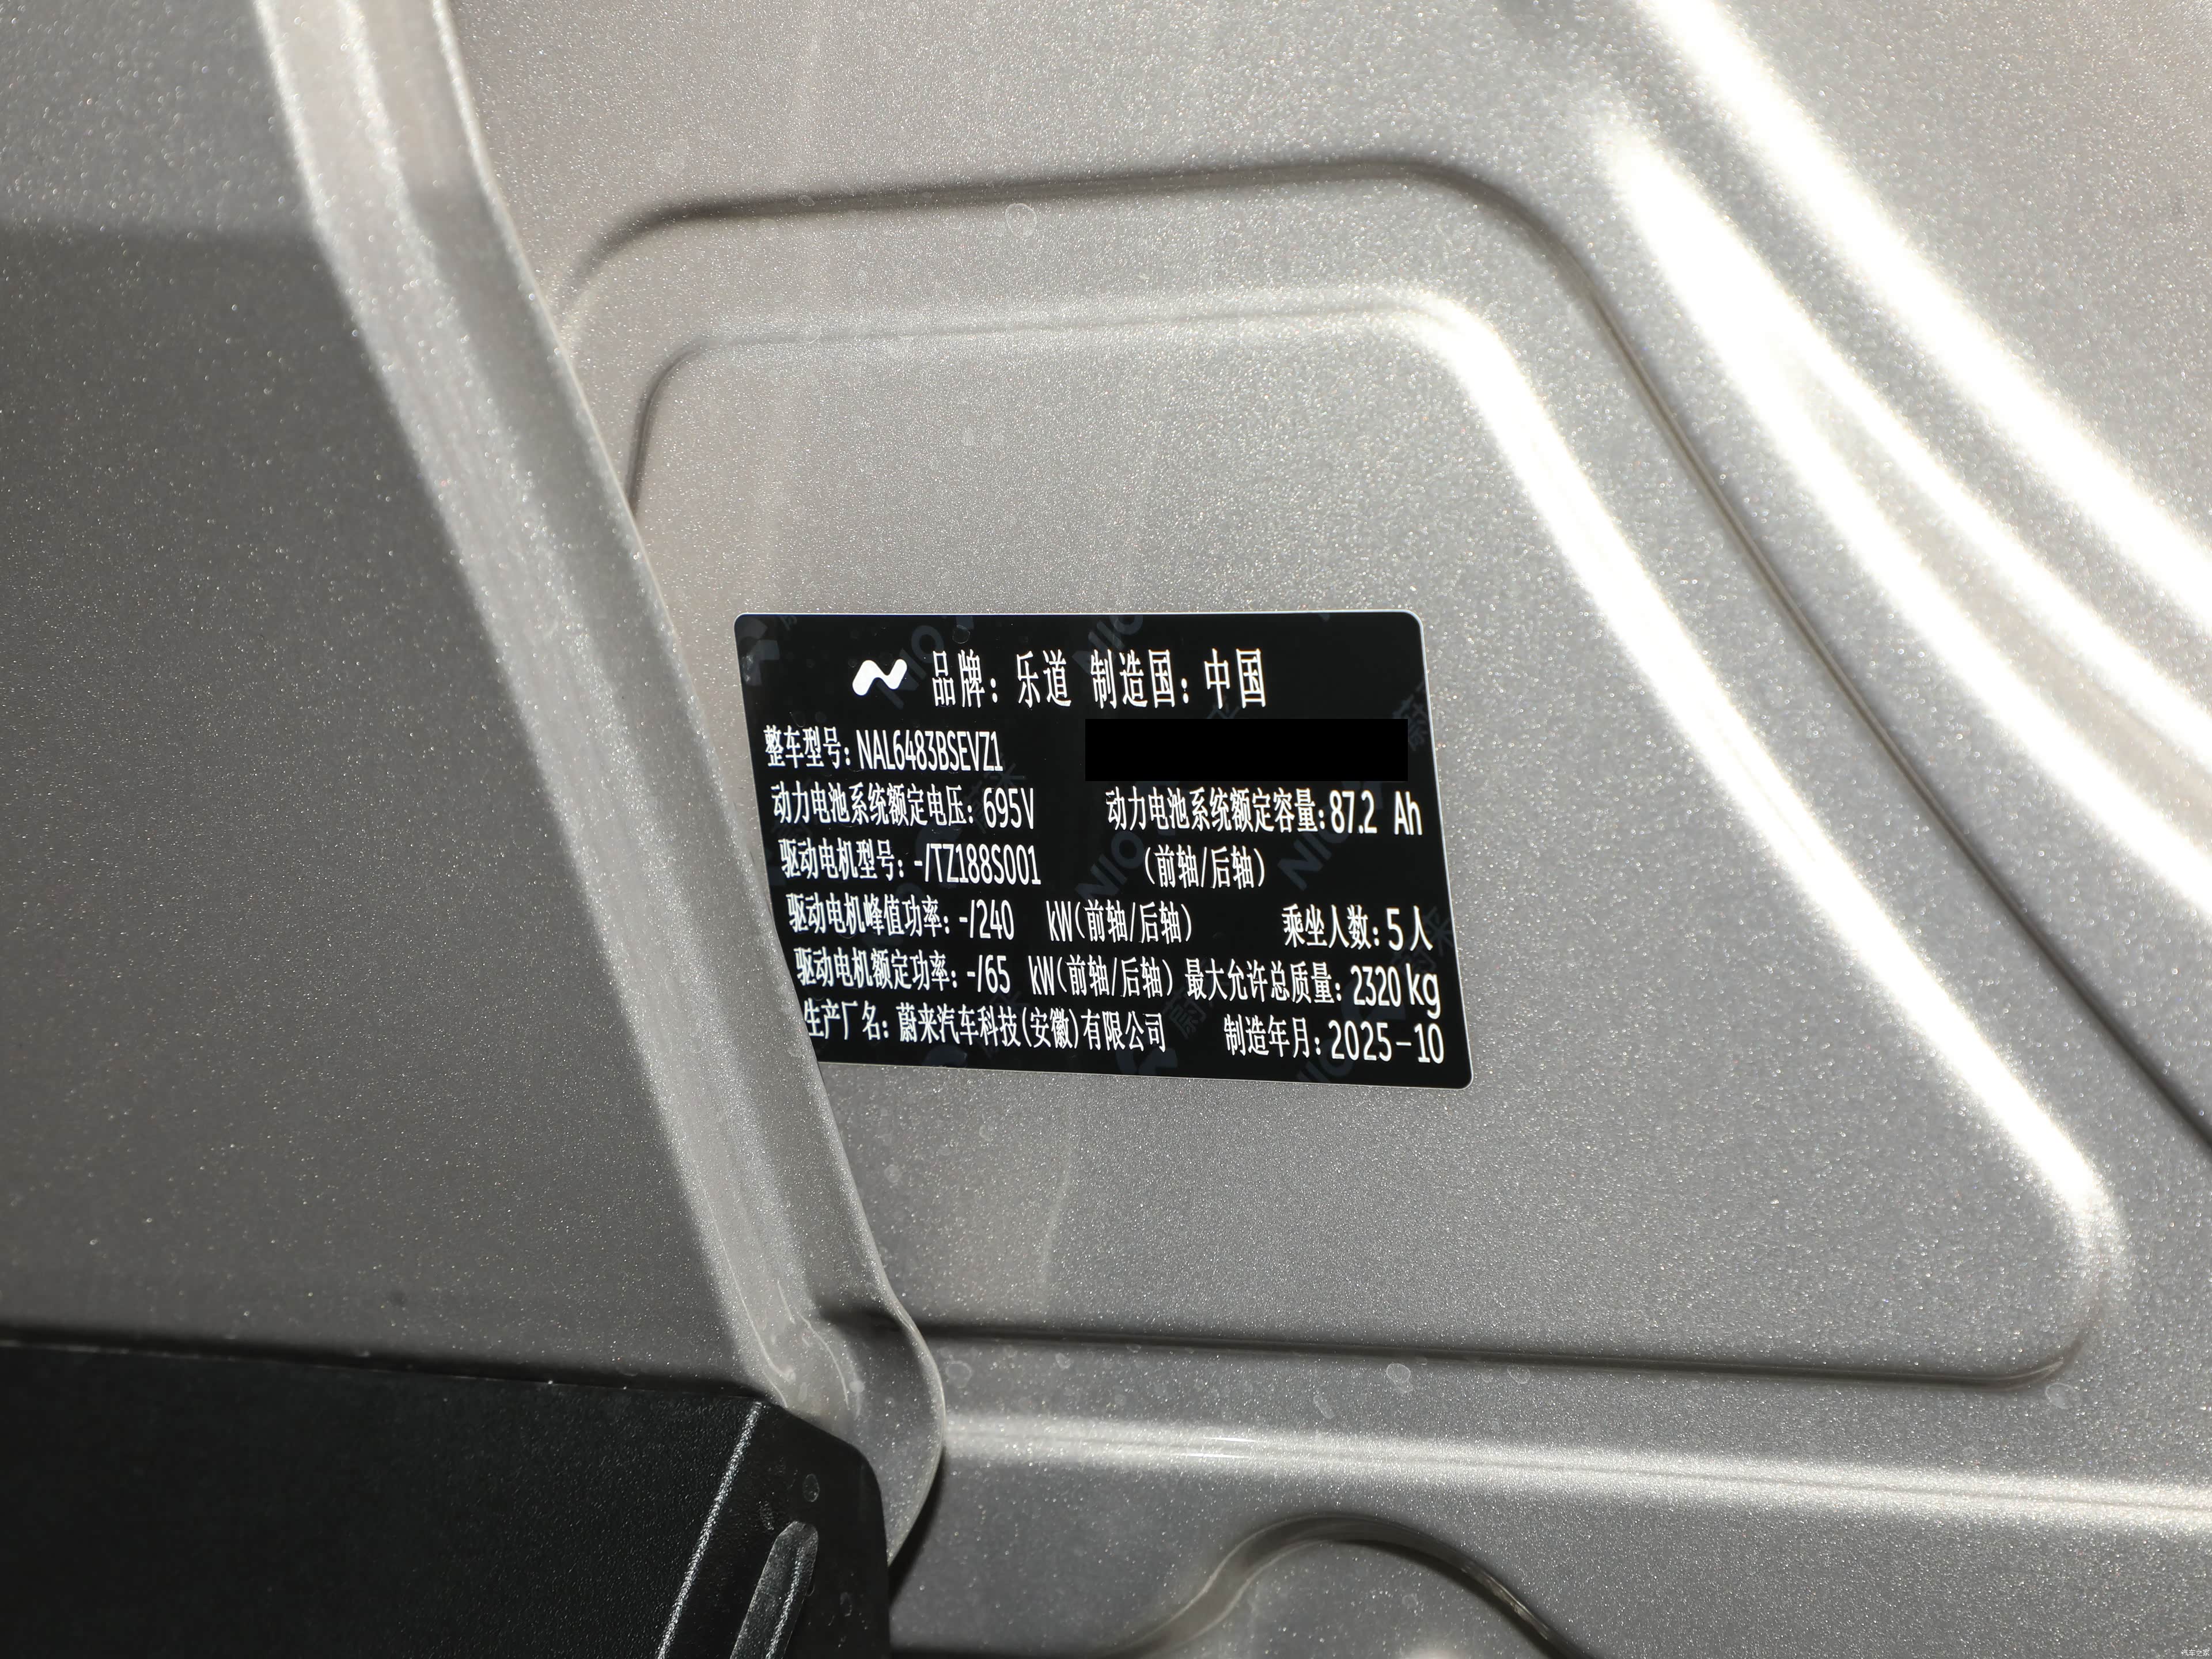 品牌：乐道 制造国：中国
整车型号：NAL6483BSEVZ1
动力电池系统额定电压：695V 动力电池系统额定容量：87.2 Ah
驱动电机型号：-/TZ188S001 (前轴/后轴)
驱动电机峰值功率：-/240 kW(前轴/后轴) 乘坐人数：5人
驱动电机额定功率：-/65 kW(前轴/后轴) 最大允许总质量：2320 kg
生产厂名：蔚来汽车科技(安徽)有限公司 制造年月：2025-10
汽车之家